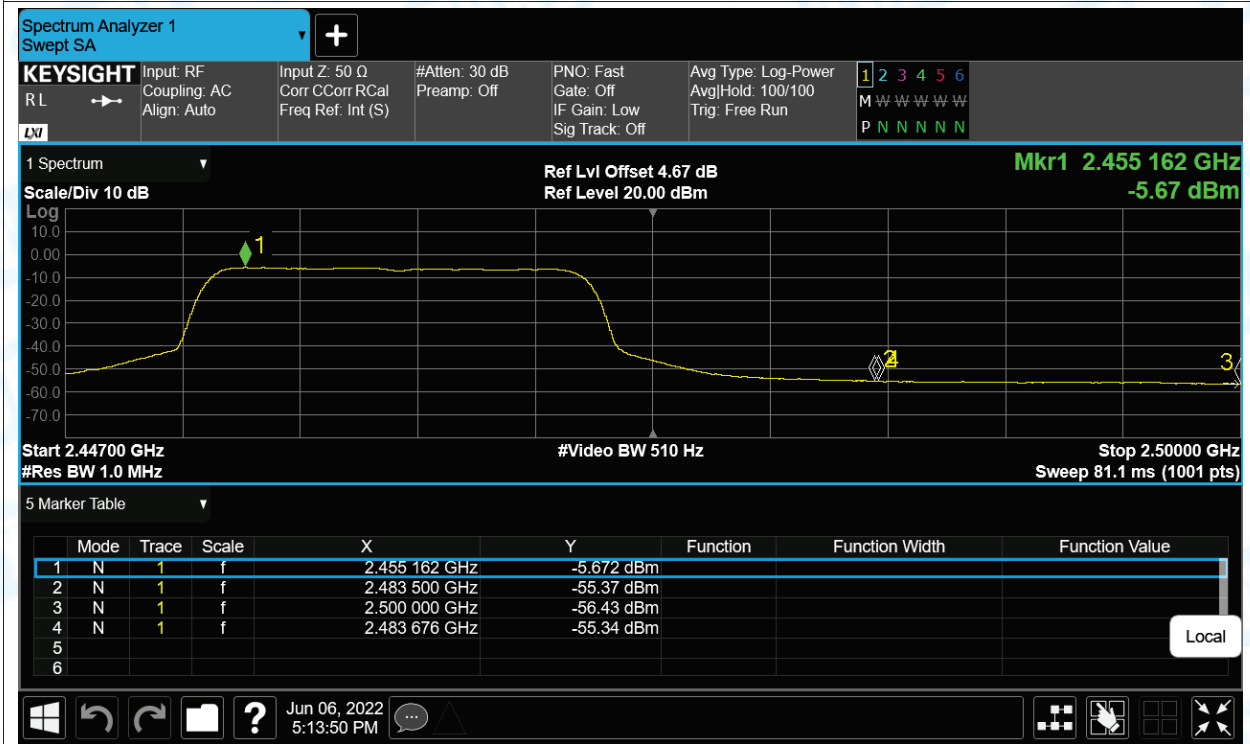 Spectrum Analyzer 1
Swept SA
▼
+
KEYSIGHT Input: RF Input Z: 50 Ω #Atten: 30 dB PNO: Fast Avg Type: Log-Power 1 2 3 4 5 6
R L Coupling: AC Corr CCorr RCal Preamp: Off Gate: Off Avg|Hold: 100/100 M W W W W W
Align: Auto Freq Ref: Int (S) IF Gain: Low Trig: Free Run
LXI Sig Track: Off P N N N N N
1 Spectrum ▼ Ref Lvl Offset 4.67 dB Mkr1 2.455 162 GHz
Scale/Div 10 dB Ref Level 20.00 dBm -5.67 dBm
Log
10.0
0.00
-10.0
-20.0
-30.0
-40.0
-50.0
-60.0
-70.0
1
2
4
3
Start 2.44700 GHz #Video BW 510 Hz Stop 2.50000 GHz
#Res BW 1.0 MHz Sweep 81.1 ms (1001 pts)
5 Marker Table ▼
Mode Trace Scale X Y Function Function Width Function Value
1 N 1 f 2.455 162 GHz -5.672 dBm
2 N 1 f 2.483 500 GHz -55.37 dBm
3 N 1 f 2.500 000 GHz -56.43 dBm
4 N 1 f 2.483 676 GHz -55.34 dBm
5
6
Local
?
Jun 06, 2022
5:13:50 PM